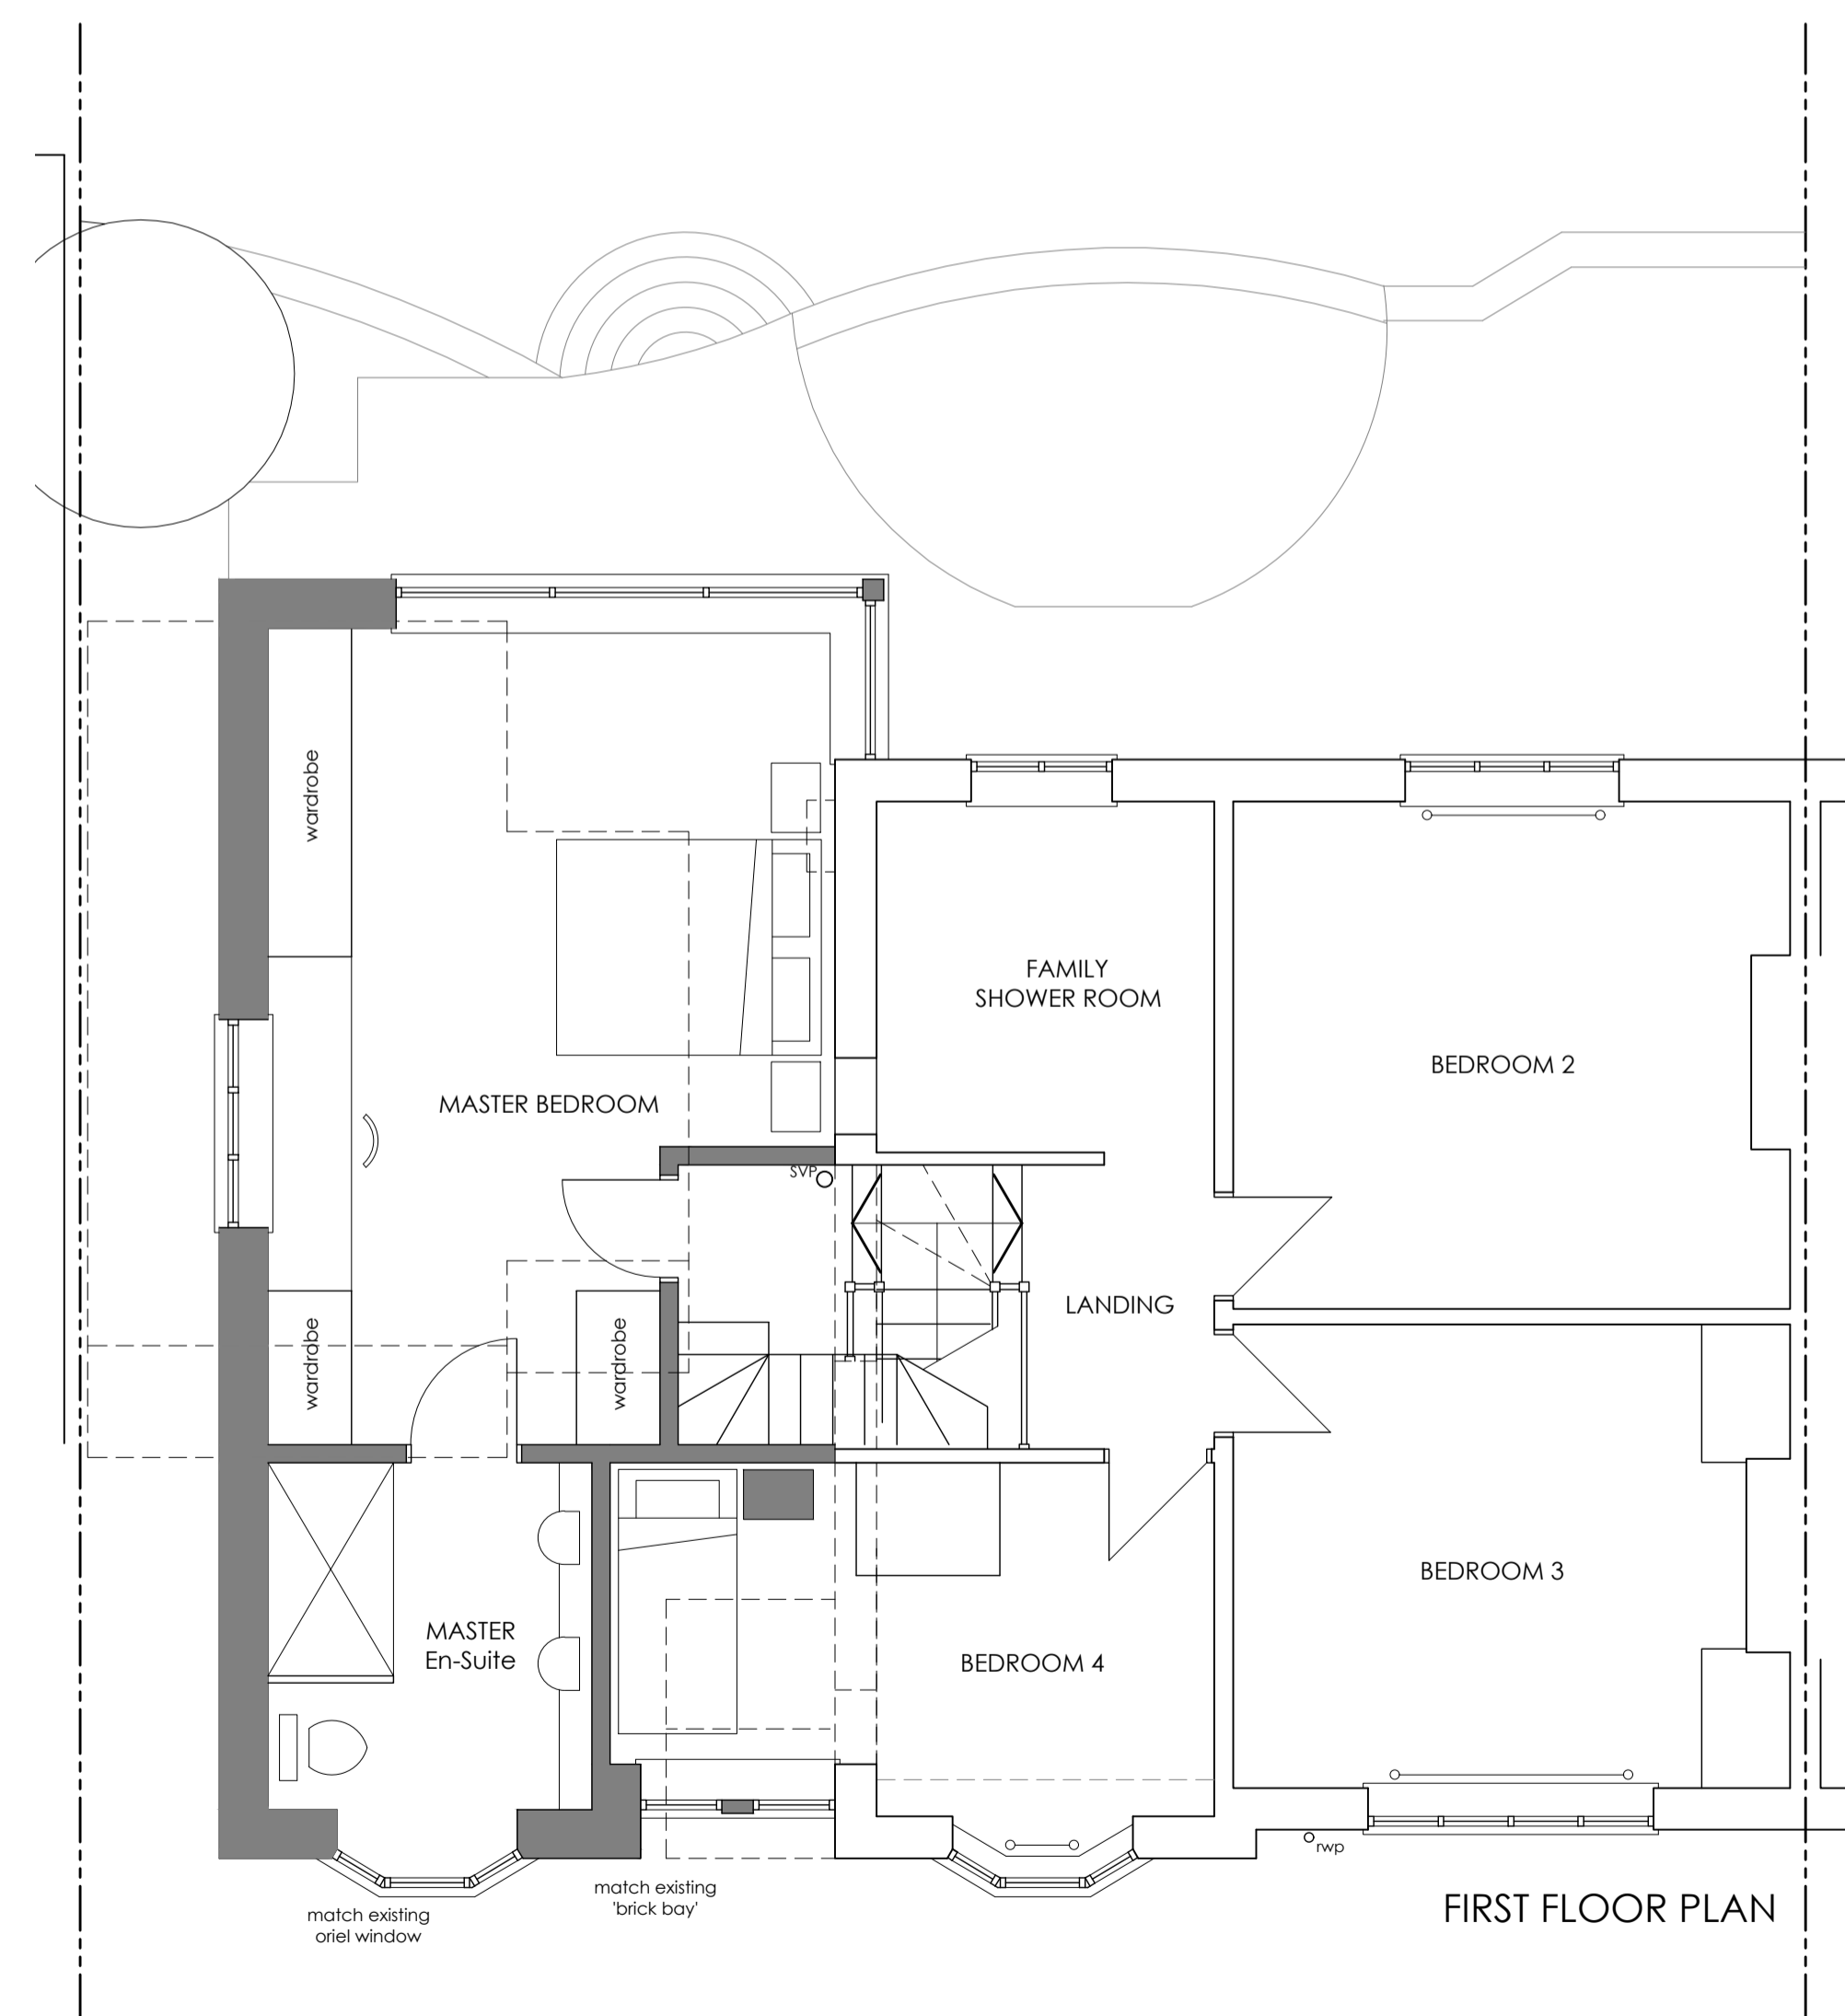 wardrobe
FAMILY
SHOWER ROOM
BEDROOM 2
MASTER BEDROOM
SVP
LANDING
wardrobe
wardrobe
BEDROOM 3
MASTER
En-Suite
BEDROOM 4
rwp
match existing
'brick bay'
match existing
oriel window
FIRST FLOOR PLAN